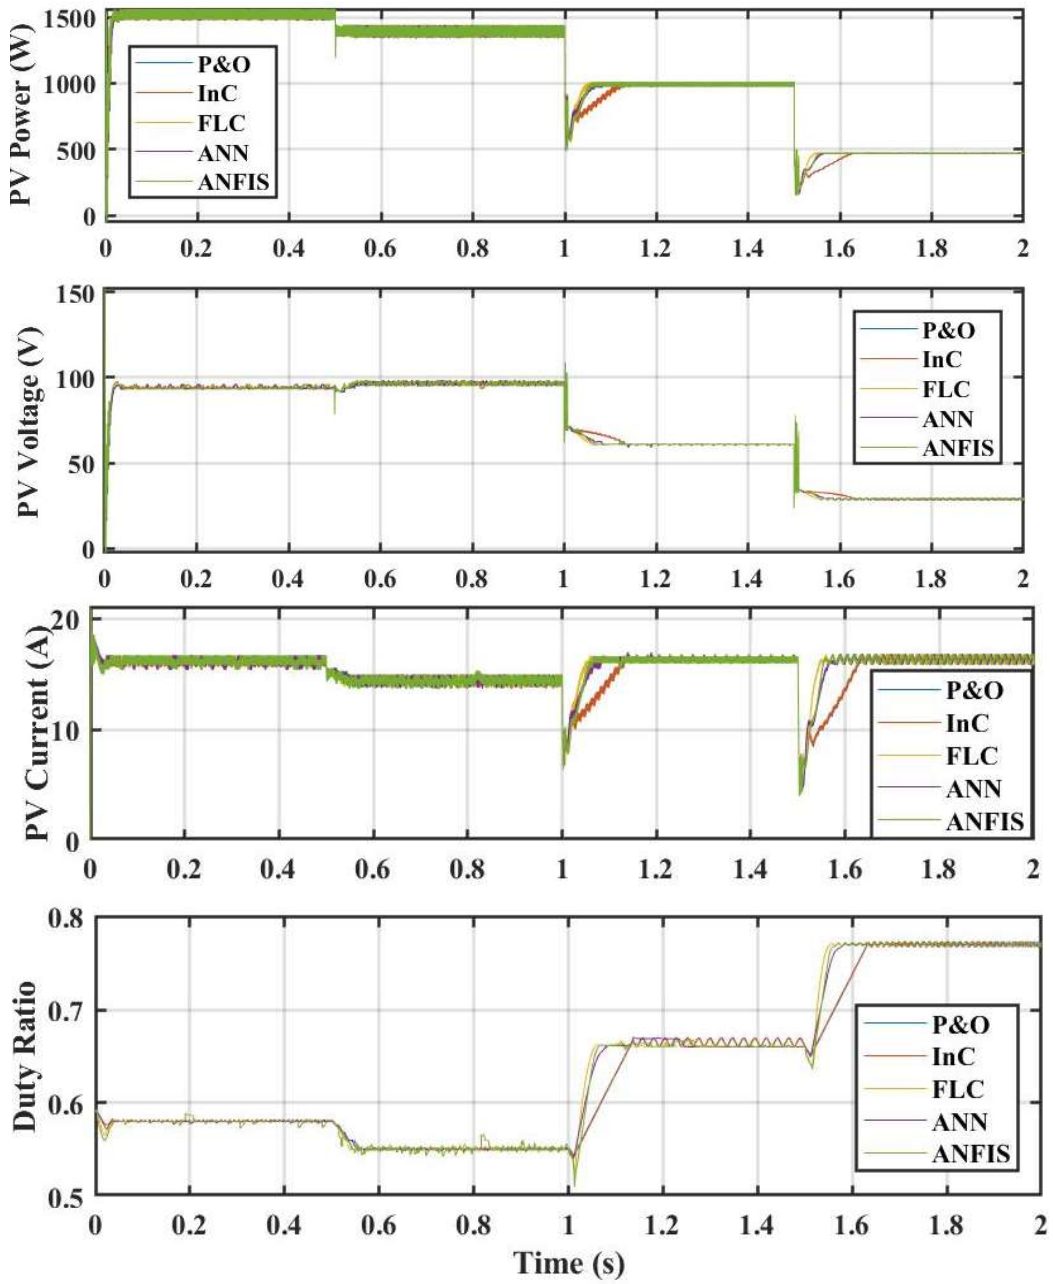 PV Power (W)
1500
1000
500
0
P&O
InC
FLC
ANN
ANFIS
0 0.2 0.4 0.6 0.8 1 1.2 1.4 1.6 1.8 2
PV Voltage (V)
150
100
50
0
P&O
InC
FLC
ANN
ANFIS
0 0.2 0.4 0.6 0.8 1 1.2 1.4 1.6 1.8 2
PV Current (A)
20
10
0
P&O
InC
FLC
ANN
ANFIS
0 0.2 0.4 0.6 0.8 1 1.2 1.4 1.6 1.8 2
Duty Ratio
0.8
0.7
0.6
0.5
P&O
InC
FLC
ANN
ANFIS
0 0.2 0.4 0.6 0.8 1 1.2 1.4 1.6 1.8 2
Time (s)